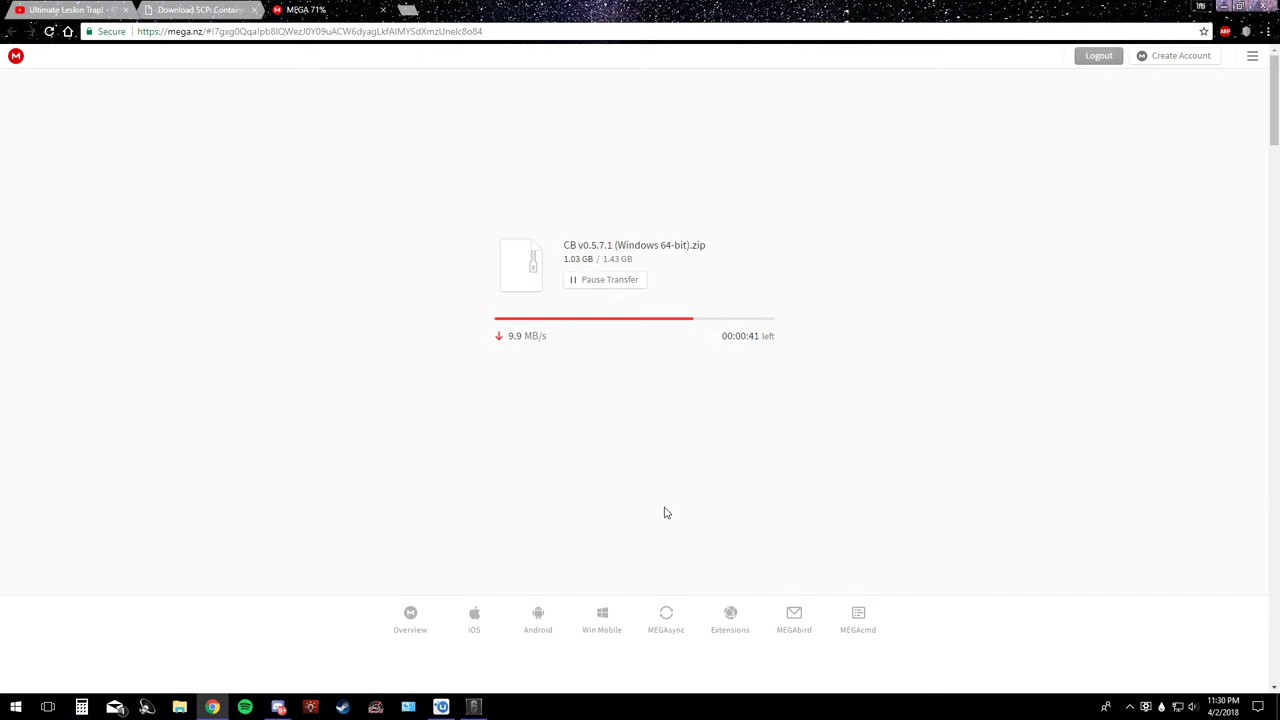 Ultimate Lesion Trap! - R
Download SCP: Contain
MEGA 71%
Secure
https://mega.nz/#
Logout
Create Account
CB v0.5.7.1 (Windows 64-bit).zip
1.03 GB / 1.43 GB
Pause Transfer
9.9 MB/s
00:00:41 left
Overview
iOS
Android
Win Mobile
MEGAsync
Extensions
MEGAbird
MEGAcmd
11:30 PM
4/2/2018